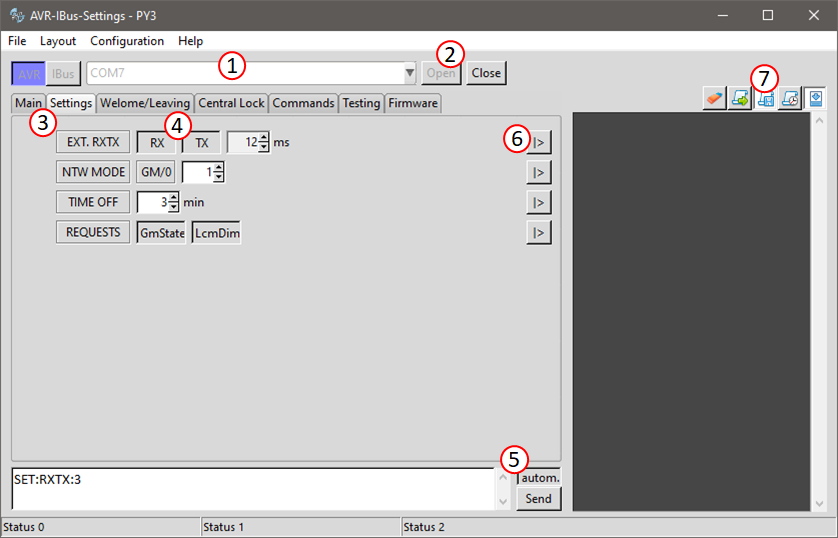 AVR-IBus-Settings - PY3
File Layout Configuration Help
1 2 7
AVR IBus COM7 Open Close
Main Settings Welome/Leaving Central Lock Commands Testing Firmware
3 4 6
EXT. RXTX RX TX 12 ms |>
NTW MODE GM/0 1 |>
TIME OFF 3 min |>
REQUESTS GmState LcmDim |>
5
SET:RXTX:3 autom.
Send
Status 0 Status 1 Status 2